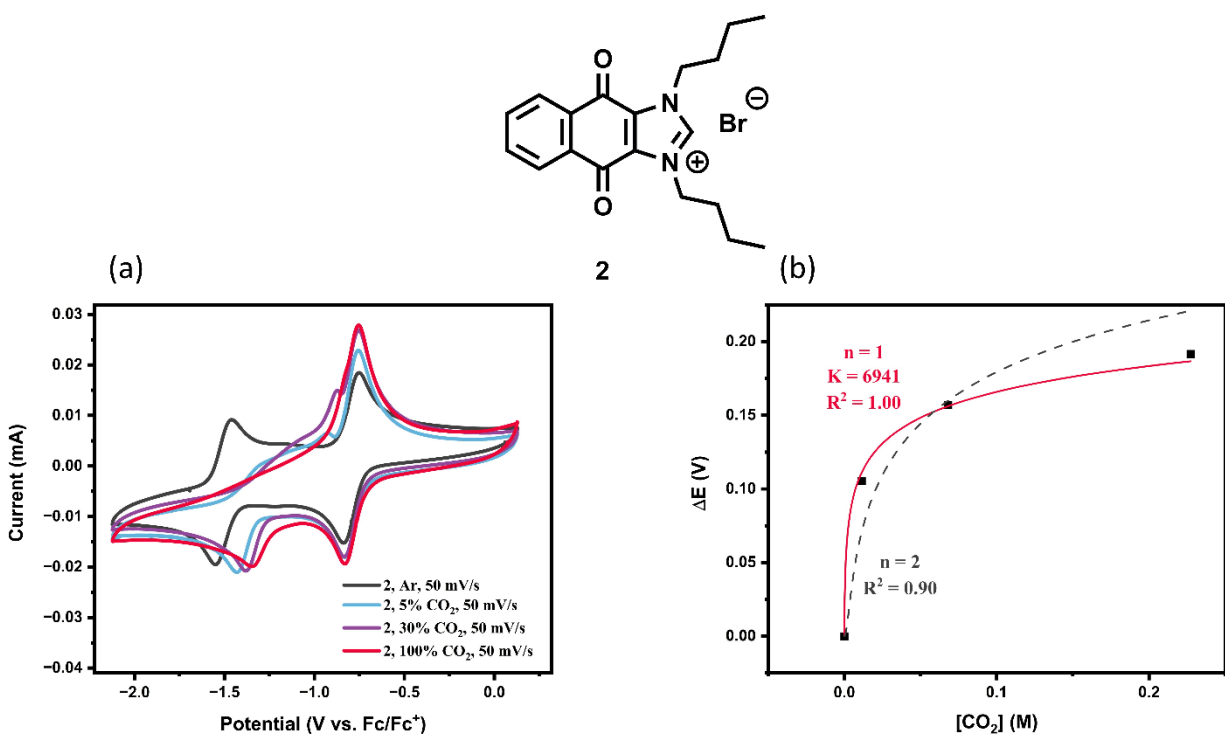 O
N
Br
−
N
+
O
2
(a)
(b)
0.03
0.02
0.01
0.00
−0.01
−0.02
−0.03
−0.04
Current (mA)
2, Ar, 50 mV/s
2, 5% CO₂, 50 mV/s
2, 30% CO₂, 50 mV/s
2, 100% CO₂, 50 mV/s
−2.0 −1.5 −1.0 −0.5 0.0
Potential (V vs. Fc/Fc⁺)
0.20
0.15
0.10
0.05
0.00
ΔE (V)
n = 1
K = 6941
R² = 1.00
n = 2
R² = 0.90
0.0 0.1 0.2
[CO₂] (M)